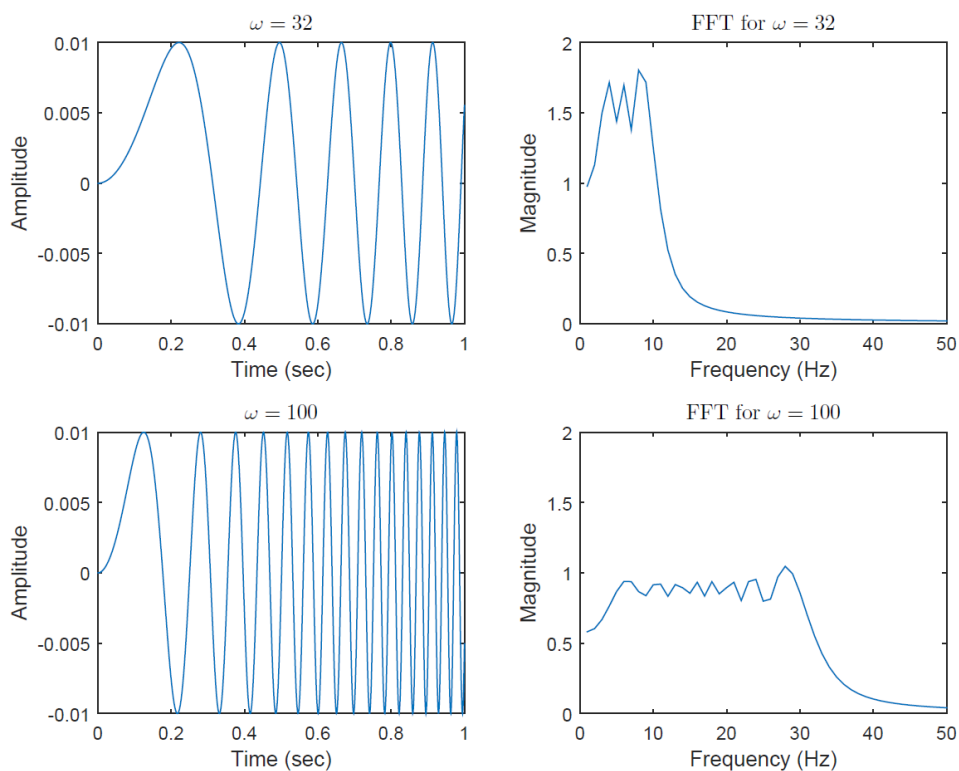 ω = 32
0.01
0.005
0
-0.005
-0.01
Amplitude
0 0.2 0.4 0.6 0.8 1
Time (sec)
FFT for ω = 32
2
1.5
1
0.5
0
Magnitude
0 10 20 30 40 50
Frequency (Hz)
ω = 100
0.01
0.005
0
-0.005
-0.01
Amplitude
0 0.2 0.4 0.6 0.8 1
Time (sec)
FFT for ω = 100
2
1.5
1
0.5
0
Magnitude
0 10 20 30 40 50
Frequency (Hz)